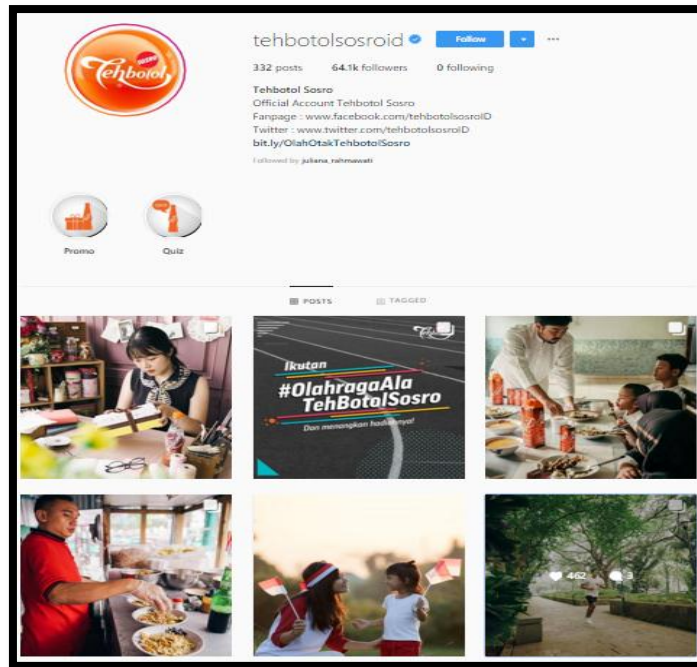 SOSRO
Tehbotol
tehbotolsosroid Follow
332 posts 64.1k followers 0 following
Tehbotol Sosro
Official Account Tehbotol Sosro
Fanpage : www.facebook.com/tehbotolsosroID
Twitter : www.twitter.com/tehbotolsosroID
bit.ly/OlahOtakTehbotolSosro
Followed by juliana_rahmawati
Promo Quiz
POSTS TAGGED
Ikutan
#OlahragaAla
TehBotolSosro
Dan menangkan hadiahnya!
462 3